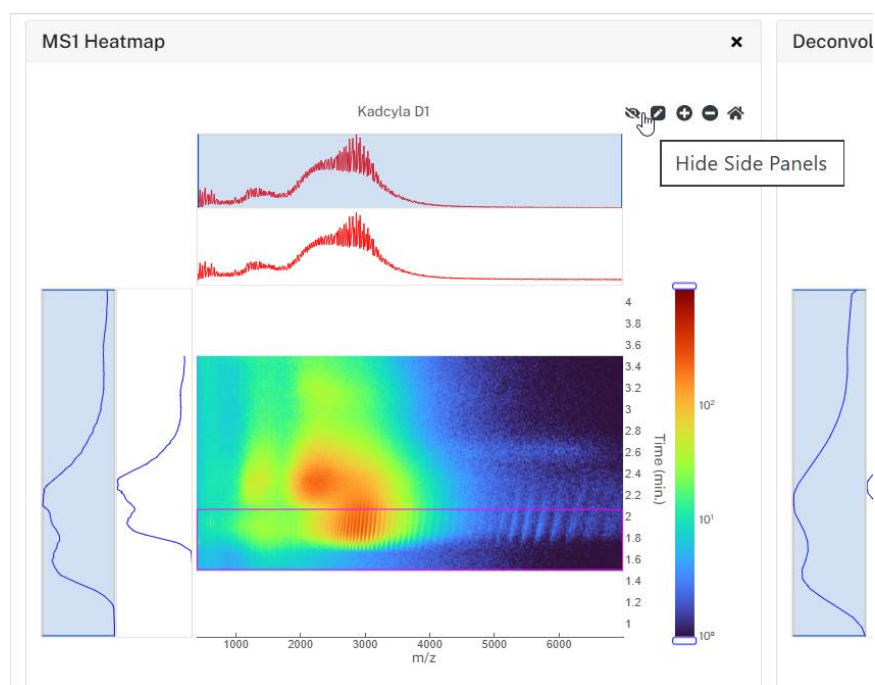 MS1 Heatmap
Deconvol
Kadcyla D1
Hide Side Panels
4
3.8
3.6
3.4
3.2
3
2.8
2.6
2.4
2.2
2
1.8
1.6
1.4
1.2
1
Time (min.)
10²
10¹
10⁰
1000 2000 3000 4000 5000 6000
m/z